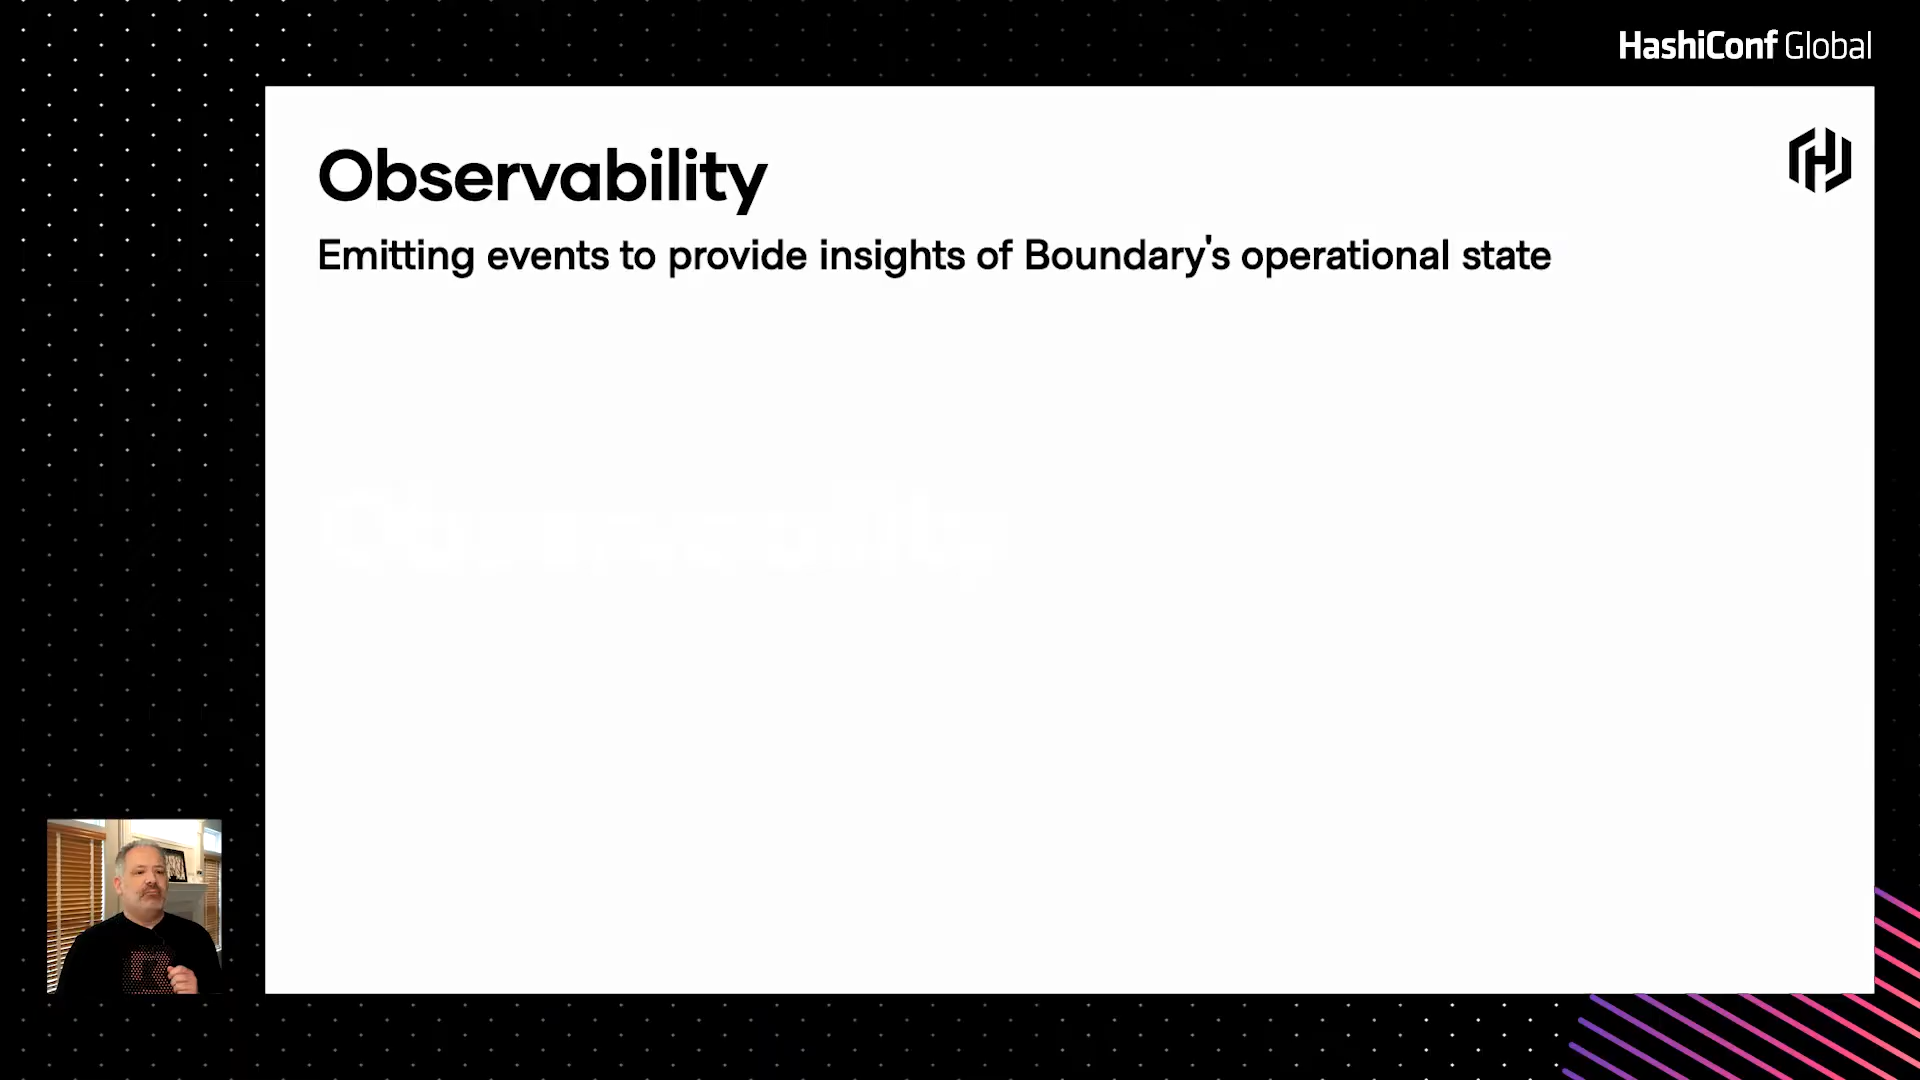 HashiConf Global
Observability
Emitting events to provide insights of Boundary's operational state